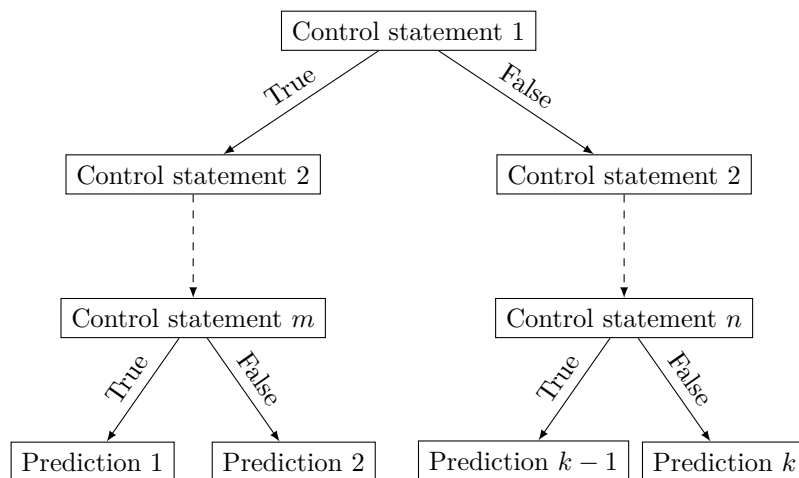 Control statement 1
True
False
Control statement 2
Control statement 2
Control statement m
Control statement n
True
False
True
False
Prediction 1
Prediction 2
Prediction k − 1
Prediction k